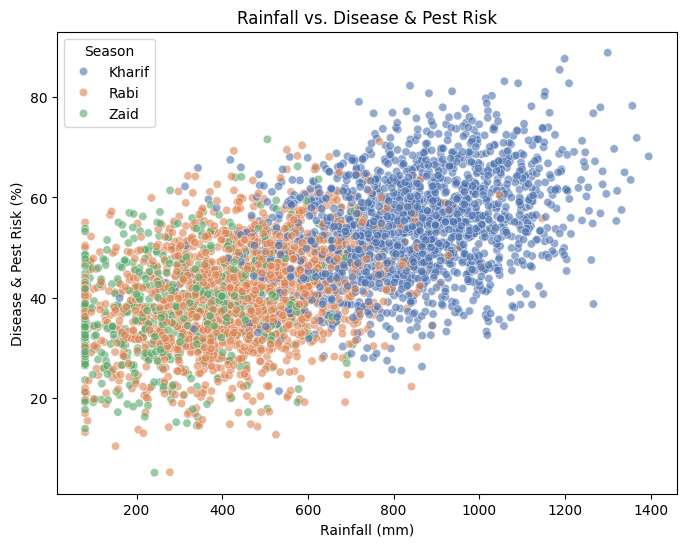 Rainfall vs. Disease & Pest Risk
Season
Kharif
Rabi
Zaid
Disease & Pest Risk (%)
80
60
40
20
200 400 600 800 1000 1200 1400
Rainfall (mm)